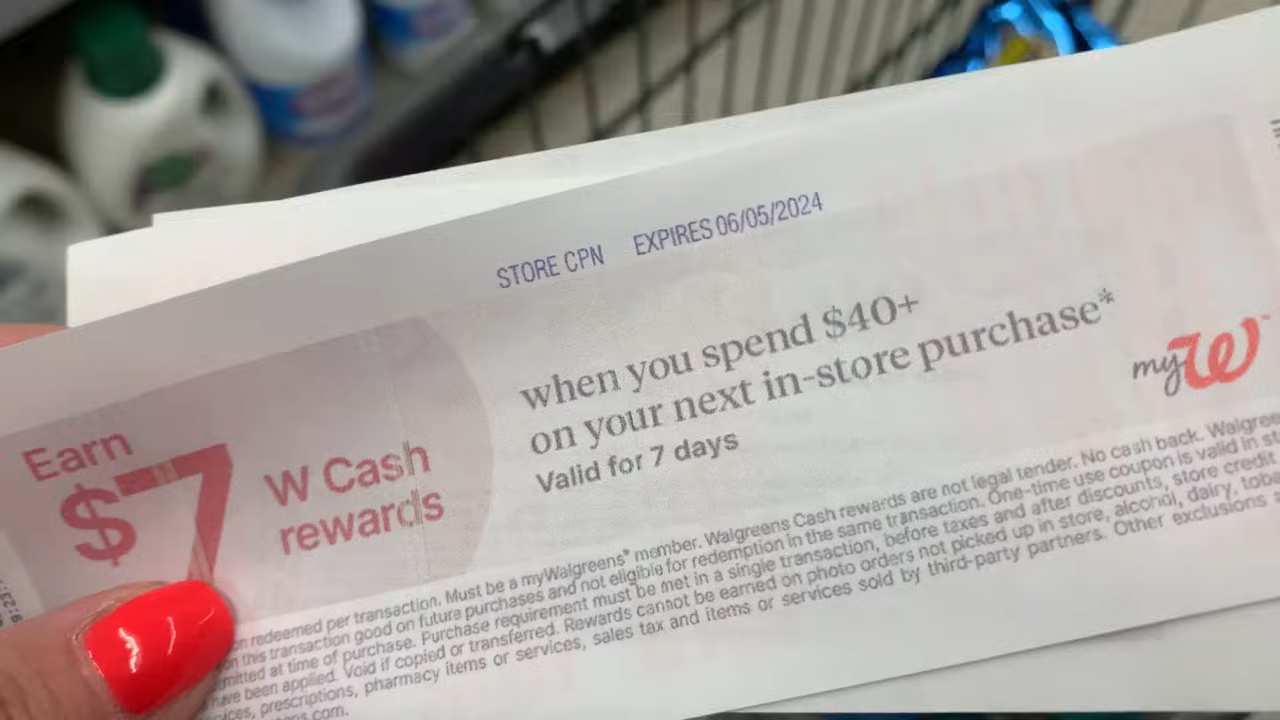 STORE CPN EXPIRES 06/05/2024
Earn
$7
W Cash
rewards
when you spend $40+
on your next in-store purchase*
Valid for 7 days
myW
redeemed per transaction. Must be a myWalgreens® member. Walgreens Cash rewards are not legal tender. No cash back.
on this transaction good on future purchases and not eligible for redemption in the same transaction. One-time use coupon is valid in
at time of purchase. Purchase requirement must be met in a single transaction, before taxes and after discounts, store credit
have been applied. Void if copied or transferred. Rewards cannot be earned on photo orders not picked up in store, alcohol, dairy,
prescriptions, pharmacy items or services, sales tax and items or services sold by third-party partners. Other exclusions